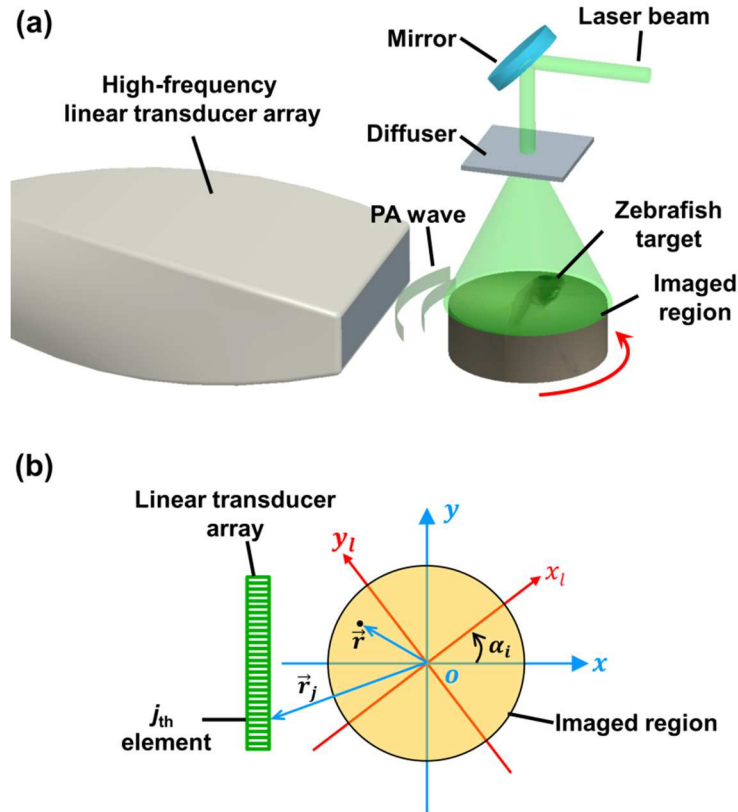 (a)
Laser beam
Mirror
High-frequency
linear transducer array
Diffuser
PA wave
Zebrafish
target
Imaged
region
(b)
Linear transducer
array
y
y_l
x_l
r⃗
α_i
x
o
r⃗_j
j_th
element
Imaged region